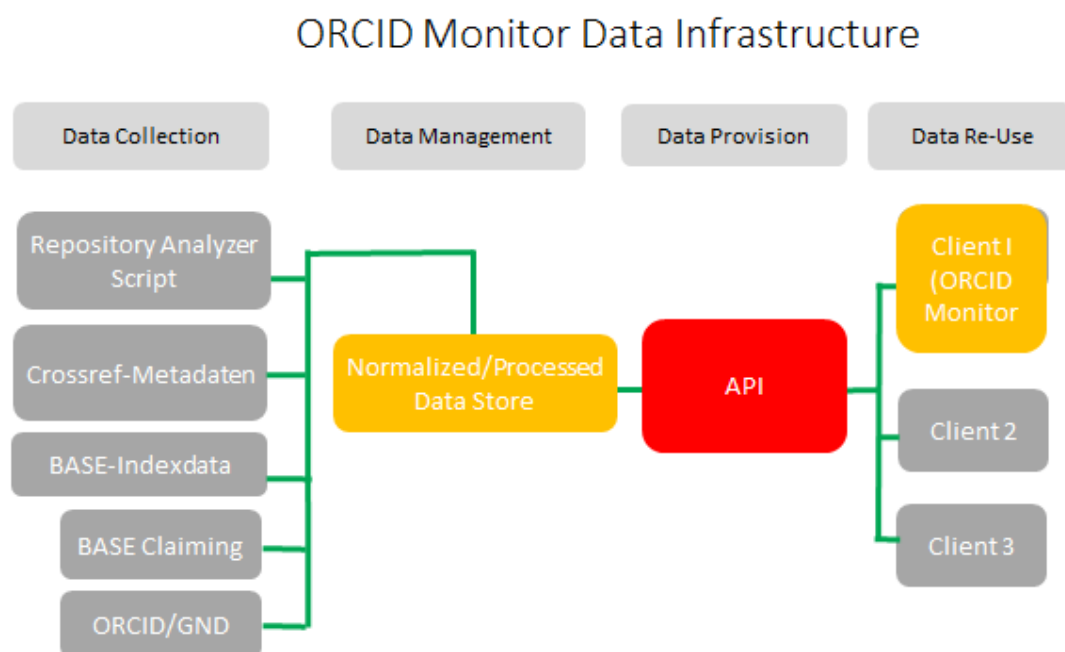 ORCID Monitor Data Infrastructure
Data Collection
Data Management
Data Provision
Data Re-Use
Repository Analyzer
Script
Crossref-Metadaten
BASE-Indexdata
BASE Claiming
ORCID/GND
Normalized/Processed
Data Store
API
Client I
(ORCID
Monitor
Client 2
Client 3